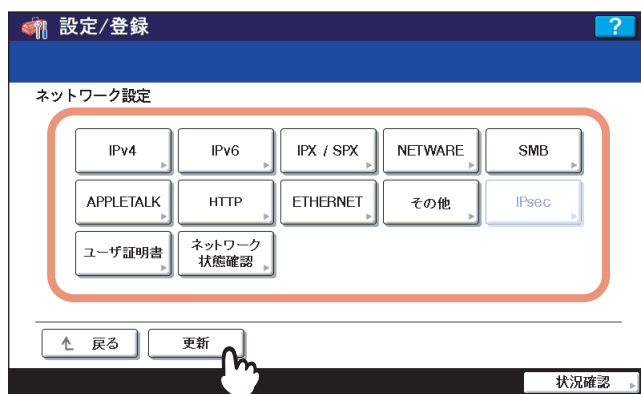 設定/登録
?
ネットワーク設定
IPv4
IPv6
IPX / SPX
NETWARE
SMB
APPLETALK
HTTP
ETHERNET
その他
IPsec
ユーザ証明書
ネットワーク
状態確認
戻る
更新
状況確認